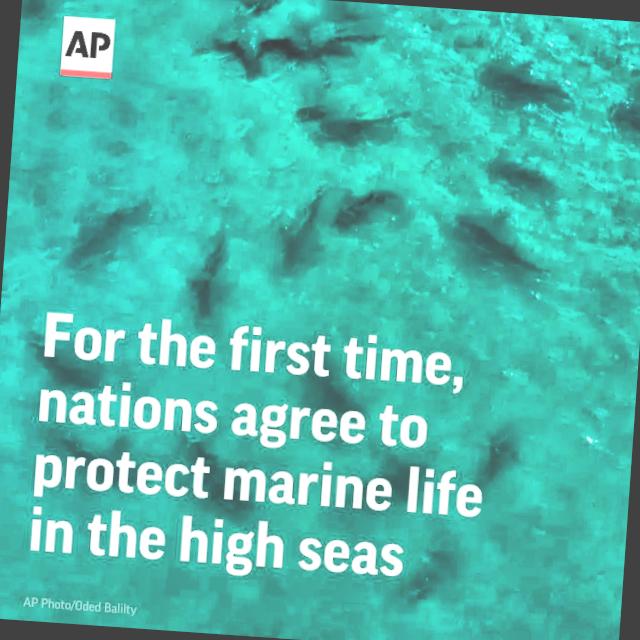 AP
For the first time,
nations agree to
protect marine life
in the high seas
AP Photo/Oded Balilty